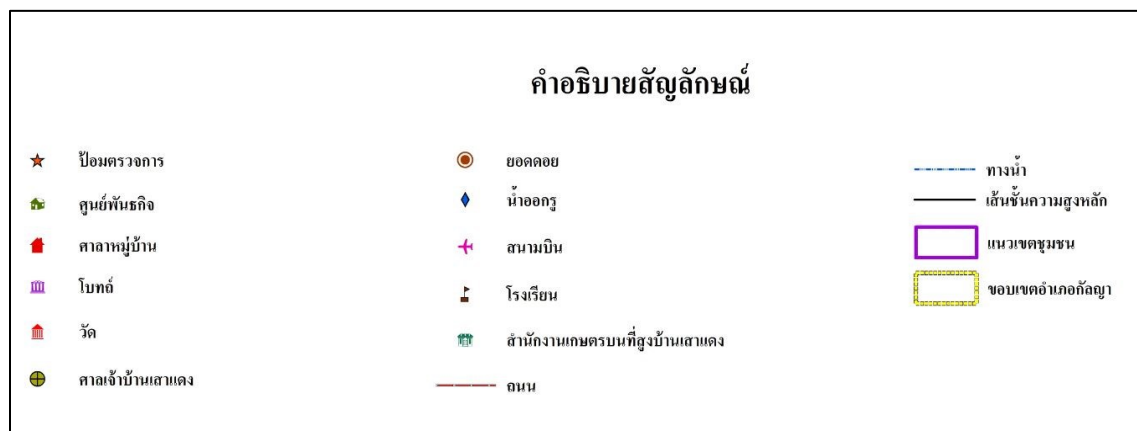 คำอธิบายสัญลักษณ์
ป้อมตรวจการ
ศูนย์พันธกิจ
ศาลาหมู่บ้าน
โบทถ์
วัด
ศาลเจ้าบ้านเสาแดง
ยอดดอย
น้ำออกรู
สนามบิน
โรงเรียน
สำนักงานเกษตรบนที่สูงบ้านเสาแดง
ถนน
ทางน้ำ
เส้นชั้นความสูงหลัก
แนวเขตชุมชน
ขอบเขตอำเภอกัลญา